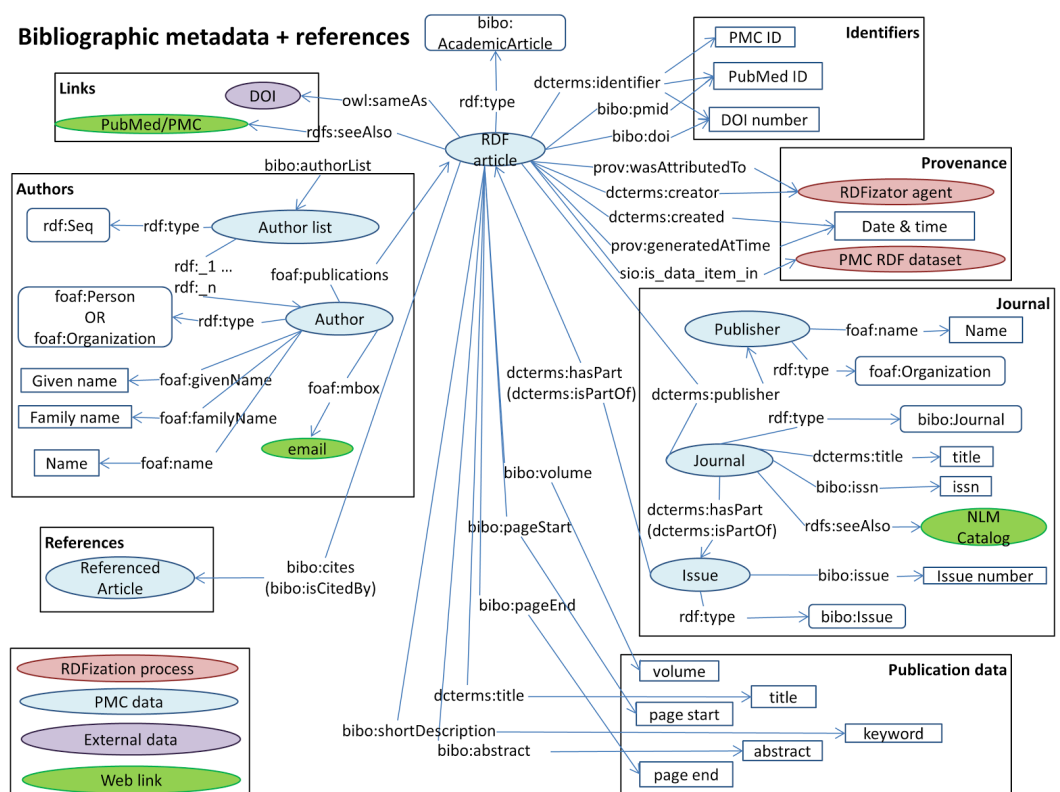 Bibliographic metadata + references
bibo:
AcademicArticle
rdf:type
RDF
article
Links
DOI
PubMed/PMC
owl:sameAs
rdfs:seeAlso
Identifiers
PMC ID
PubMed ID
DOI number
dcterms:identifier
bibo:pmid
bibo:doi
Provenance
prov:wasAttributedTo
dcterms:creator
dcterms:created
prov:generatedAtTime
sio:is_data_item_in
RDFizator agent
Date & time
PMC RDF dataset
bibo:authorList
Authors
rdf:Seq
rdf:type
Author list
rdf:_1 ...
rdf:_n
foaf:publications
foaf:Person
OR
foaf:Organization
rdf:type
Author
Given name
foaf:givenName
Family name
foaf:familyName
Name
foaf:name
foaf:mbox
email
Journal
Publisher
foaf:name
Name
rdf:type
foaf:Organization
dcterms:publisher
rdf:type
bibo:Journal
Journal
dcterms:title
title
bibo:issn
issn
rdfs:seeAlso
NLM
Catalog
dcterms:hasPart
(dcterms:isPartOf)
Issue
bibo:issue
Issue number
rdf:type
bibo:Issue
dcterms:hasPart
(dcterms:isPartOf)
bibo:volume
bibo:pageStart
bibo:pageEnd
References
Referenced
Article
bibo:cites
(bibo:isCitedBy)
Publication data
volume
dcterms:title
title
page start
bibo:shortDescription
keyword
bibo:abstract
abstract
page end
RDFization process
PMC data
External data
Web link